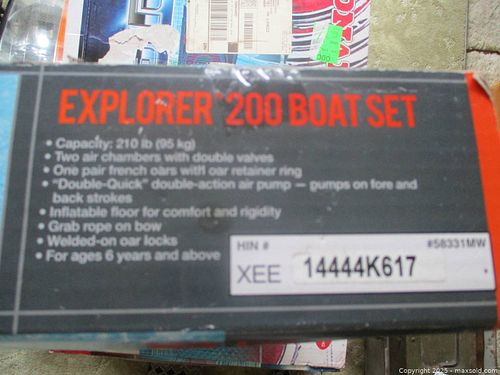 EXPLORER 200 BOAT SET
• Capacity: 210 lb (95 kg)
• Two air chambers with double valves
• One pair french oars with oar retainer ring
• "Double-Quick" double-action air pump — pumps on fore and
back strokes
• Inflatable floor for comfort and rigidity
• Grab rope on bow
• Welded-on oar locks
• For ages 6 years and above
HIN # #58331MW
XEE 14444K617
Copyright 2025 - maxsold.com